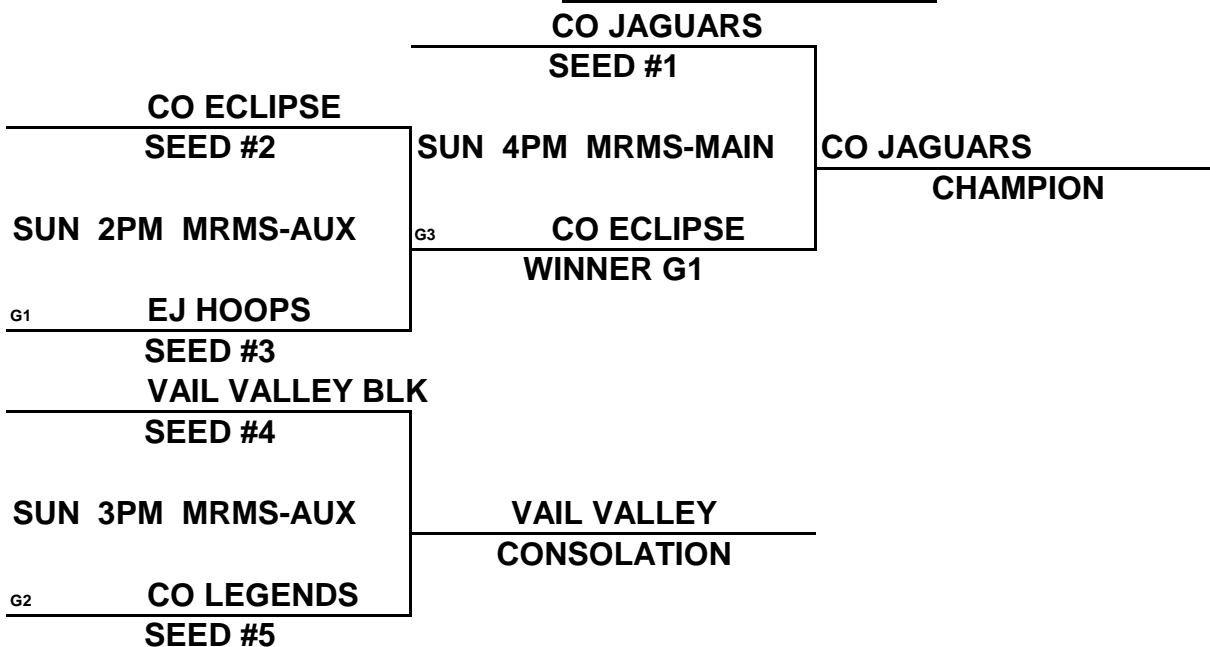 CO JAGUARS
SEED #1
CO ECLIPSE
SEED #2
SUN 4PM MRMS-MAIN
CO JAGUARS
CHAMPION
SUN 2PM MRMS-AUX
G3 CO ECLIPSE
WINNER G1
G1 EJ HOOPS
SEED #3
VAIL VALLEY BLK
SEED #4
SUN 3PM MRMS-AUX
VAIL VALLEY
CONSOLATION
G2 CO LEGENDS
SEED #5